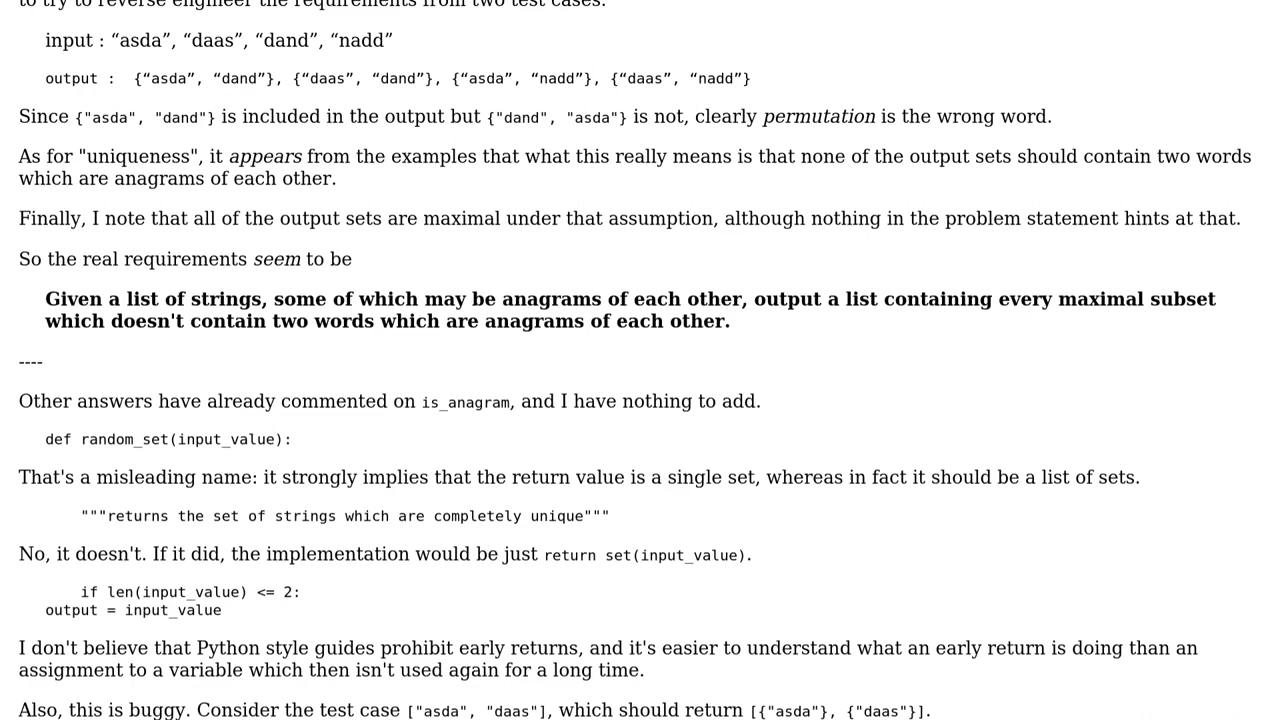 to try to reverse engineer the requirements from two test cases.
input : “asda”, “daas”, “dand”, “nadd”
output :  {“asda”, “dand”}, {“daas”, “dand”}, {“asda”, “nadd”}, {“daas”, “nadd”}
Since {"asda", "dand"} is included in the output but {"dand", "asda"} is not, clearly permutation is the wrong word.
As for "uniqueness", it appears from the examples that what this really means is that none of the output sets should contain two words
which are anagrams of each other.
Finally, I note that all of the output sets are maximal under that assumption, although nothing in the problem statement hints at that.
So the real requirements seem to be
Given a list of strings, some of which may be anagrams of each other, output a list containing every maximal subset
which doesn't contain two words which are anagrams of each other.
----
Other answers have already commented on is_anagram, and I have nothing to add.
def random_set(input_value):
That's a misleading name: it strongly implies that the return value is a single set, whereas in fact it should be a list of sets.
"""returns the set of strings which are completely unique"""
No, it doesn't. If it did, the implementation would be just return set(input_value).
if len(input_value) <= 2:
output = input_value
I don't believe that Python style guides prohibit early returns, and it's easier to understand what an early return is doing than an
assignment to a variable which then isn't used again for a long time.
Also, this is buggy. Consider the test case ["asda", "daas"], which should return [{"asda"}, {"daas"}].